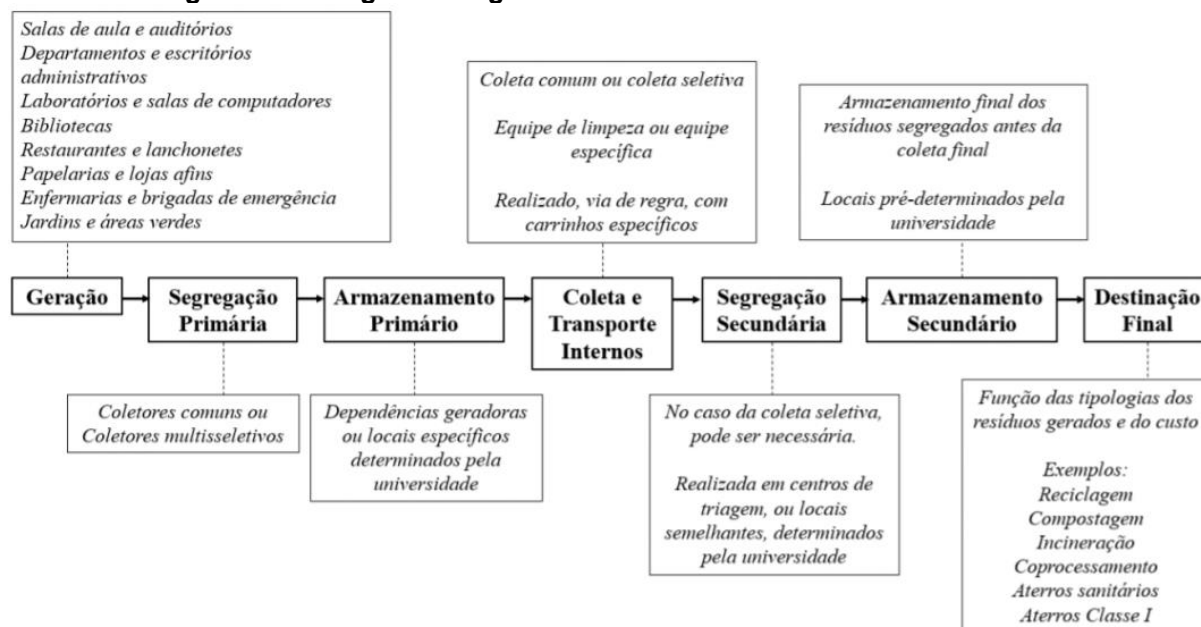 Salas de aula e auditórios
Departamentos e escritórios
administrativos
Laboratórios e salas de computadores
Bibliotecas
Restaurantes e lanchonetes
Papelarias e lojas afins
Enfermarias e brigadas de emergência
Jardins e áreas verdes
Coleta comum ou coleta seletiva
Equipe de limpeza ou equipe
específica
Realizado, via de regra, com
carrinhos específicos
Armazenamento final dos
resíduos segregados antes da
coleta final
Locais pré-determinados pela
universidade
Geração
Segregação
Primária
Armazenamento
Primário
Coleta e
Transporte
Internos
Segregação
Secundária
Armazenamento
Secundário
Destinação
Final
Coletores comuns ou
Coletores multisseletivos
Dependências geradoras
ou locais específicos
determinados pela
universidade
No caso da coleta seletiva,
pode ser necessária.
Realizada em centros de
triagem, ou locais
semelhantes, determinados
pela universidade
Função das tipologias dos
resíduos gerados e do custo
Exemplos:
Reciclagem
Compostagem
Incineração
Coprocessamento
Aterros sanitários
Aterros Classe I